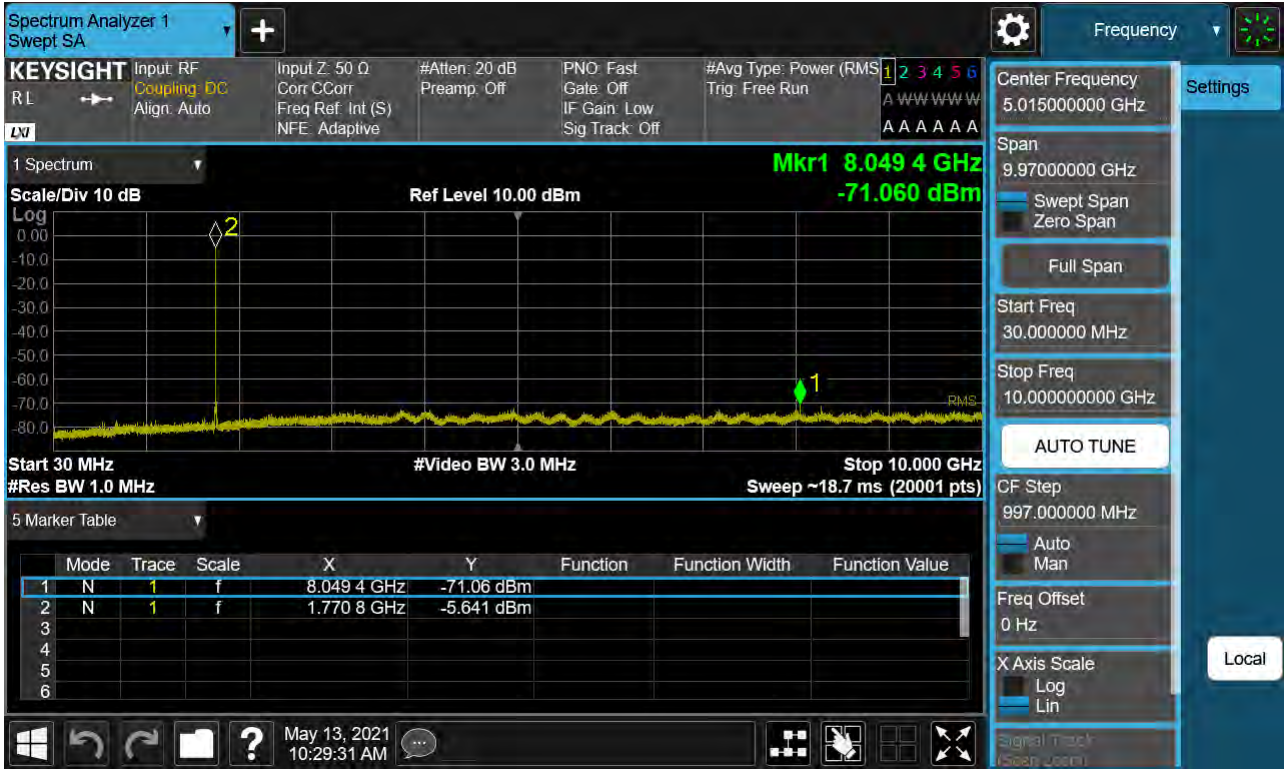 Spectrum Analyzer 1
Swept SA
+
Frequency
KEYSIGHT
R L
LXI
Input: RF
Coupling: DC
Align: Auto
Input Z: 50 Ω
Corr CCorr
Freq Ref: Int (S)
NFE: Adaptive
#Atten: 20 dB
Preamp: Off
PNO: Fast
Gate: Off
IF Gain: Low
Sig Track: Off
#Avg Type: Power (RMS
Trig: Free Run
1 2 3 4 5 6
A W W W W W
A A A A A A
1 Spectrum
Scale/Div 10 dB
Ref Level 10.00 dBm
Mkr1 8.049 4 GHz
-71.060 dBm
Log
0.00
-10.0
-20.0
-30.0
-40.0
-50.0
-60.0
-70.0
-80.0
2
1
RMS
Start 30 MHz
#Video BW 3.0 MHz
Stop 10.000 GHz
#Res BW 1.0 MHz
Sweep ~18.7 ms (20001 pts)
5 Marker Table
Mode Trace Scale X Y Function Function Width Function Value
1 N 1 f 8.049 4 GHz -71.06 dBm
2 N 1 f 1.770 8 GHz -5.641 dBm
3
4
5
6
May 13, 2021
10:29:31 AM
?
Center Frequency
5.015000000 GHz
Span
9.97000000 GHz
Swept Span
Zero Span
Full Span
Start Freq
30.000000 MHz
Stop Freq
10.000000000 GHz
AUTO TUNE
CF Step
997.000000 MHz
Auto
Man
Freq Offset
0 Hz
X Axis Scale
Log
Lin
Signal Track
(Span Zoom)
Settings
Local